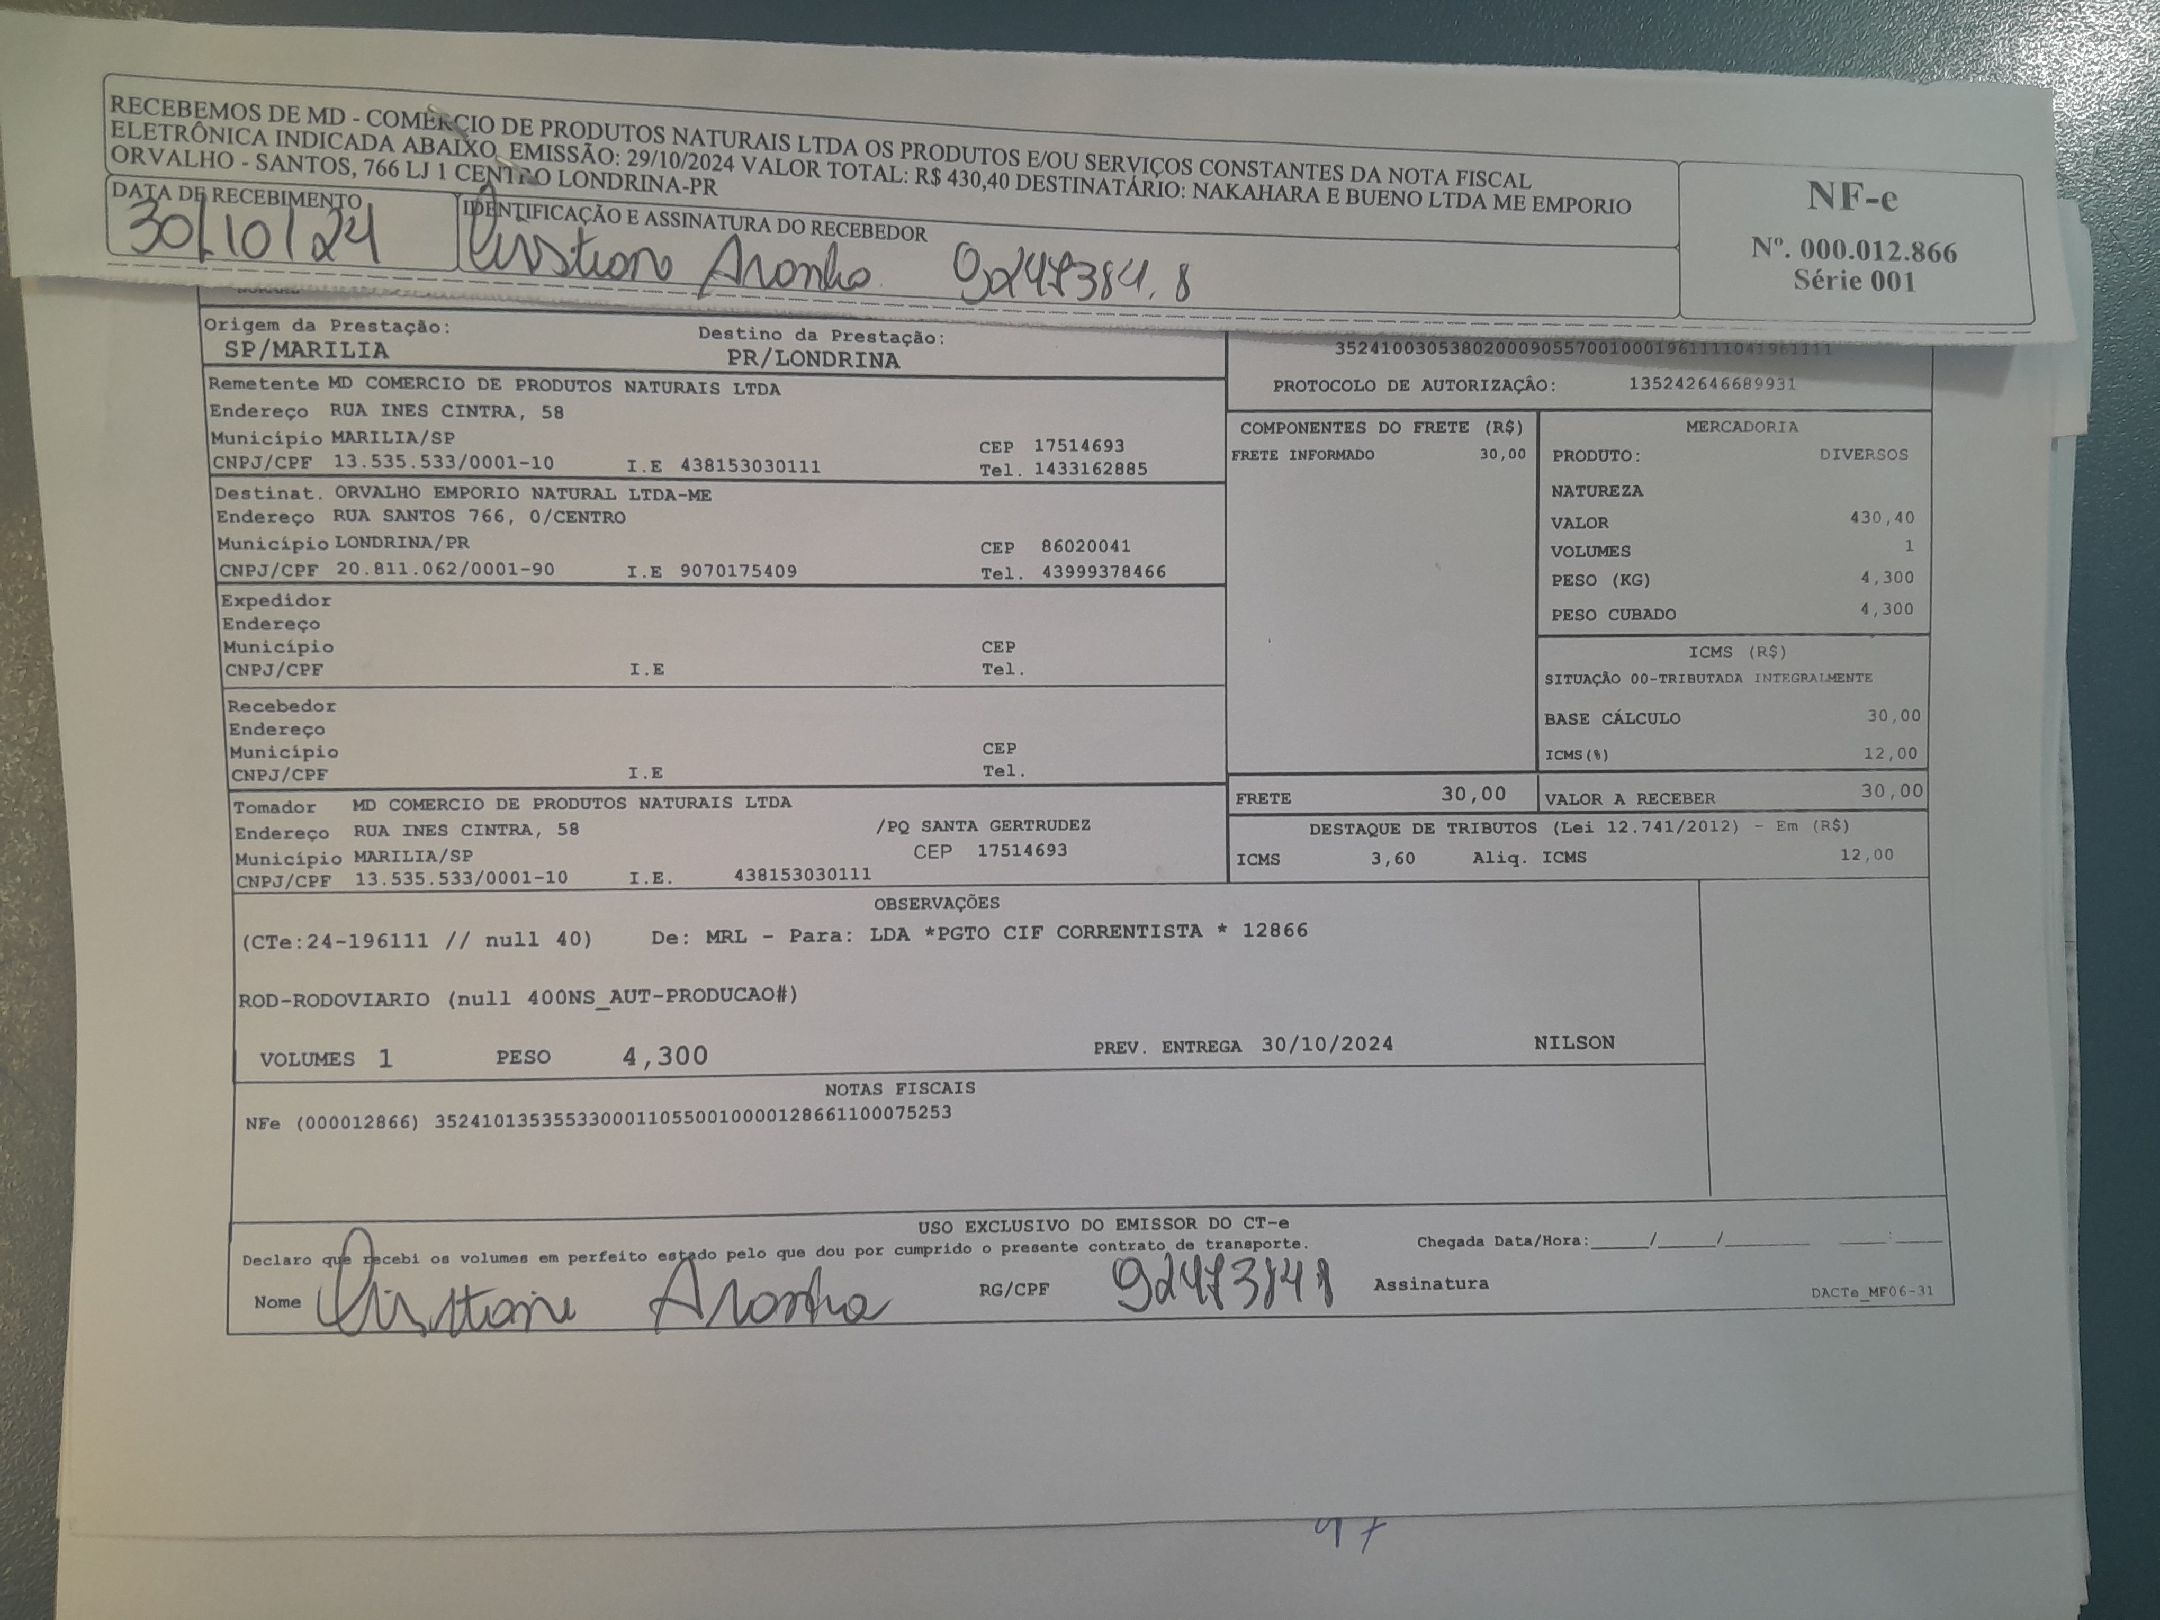 RECEBEMOS DE MD - COMÉRCIO DE PRODUTOS NATURAIS LTDA OS PRODUTOS E/OU SERVIÇOS CONSTANTES DA NOTA FISCAL
ELETRÔNICA INDICADA ABAIXO. EMISSÃO: 29/10/2024 VALOR TOTAL: R$ 430,40 DESTINATÁRIO: NAKAHARA E BUENO LTDA ME EMPORIO
ORVALHO - SANTOS, 766 LJ 1 CENTRO LONDRINA-PR
DATA DE RECEBIMENTO
30/10/24
IDENTIFICAÇÃO E ASSINATURA DO RECEBEDOR
Aranha 92473841.8
NF-e
Nº. 000.012.866
Série 001
Origem da Prestação:
SP/MARILIA
Destino da Prestação:
PR/LONDRINA
PROTOCOLO DE AUTORIZAÇÃO: 135242646689931
Remetente MD COMERCIO DE PRODUTOS NATURAIS LTDA
Endereço RUA INES CINTRA, 58
Município MARILIA/SP CEP 17514693
CNPJ/CPF 13.535.533/0001-10 I.E 438153030111 Tel. 1433162885
Destinat. ORVALHO EMPORIO NATURAL LTDA-ME
Endereço RUA SANTOS 766, 0/CENTRO
Município LONDRINA/PR CEP 86020041
CNPJ/CPF 20.811.062/0001-90 I.E 9070175409 Tel. 43999378466
Expedidor
Endereço
Município CEP
CNPJ/CPF I.E Tel.
Recebedor
Endereço
Município CEP
CNPJ/CPF I.E Tel.
Tomador MD COMERCIO DE PRODUTOS NATURAIS LTDA
Endereço RUA INES CINTRA, 58 /PQ SANTA GERTRUDEZ
Município MARILIA/SP CEP 17514693
CNPJ/CPF 13.535.533/0001-10 I.E. 438153030111
COMPONENTES DO FRETE (R$)
FRETE INFORMADO 30,00
MERCADORIA
PRODUTO: DIVERSOS
NATUREZA
VALOR 430,40
VOLUMES 1
PESO (KG) 4,300
PESO CUBADO 4,300
ICMS (R$)
SITUAÇÃO 00-TRIBUTADA INTEGRALMENTE
BASE CÁLCULO 30,00
ICMS(%) 12,00
FRETE 30,00 VALOR A RECEBER 30,00
DESTAQUE DE TRIBUTOS (Lei 12.741/2012) - Em (R$)
ICMS 3,60 Aliq. ICMS 12,00
OBSERVAÇÕES
(CTe:24-196111 // null 40) De: MRL - Para: LDA *PGTO CIF CORRENTISTA * 12866
ROD-RODOVIARIO (null 400NS_AUT-PRODUCAO#)
VOLUMES 1 PESO 4,300 PREV. ENTREGA 30/10/2024 NILSON
NOTAS FISCAIS
NFe (000012866) 35241013535533000110550010000128661100075253
USO EXCLUSIVO DO EMISSOR DO CT-e
Declaro que recebi os volumes em perfeito estado pelo que dou por cumprido o presente contrato de transporte. Chegada Data/Hora:_____/_____/_______ ____:____
Nome Aranha RG/CPF 92473848 Assinatura
DACTe_MF06-31
97